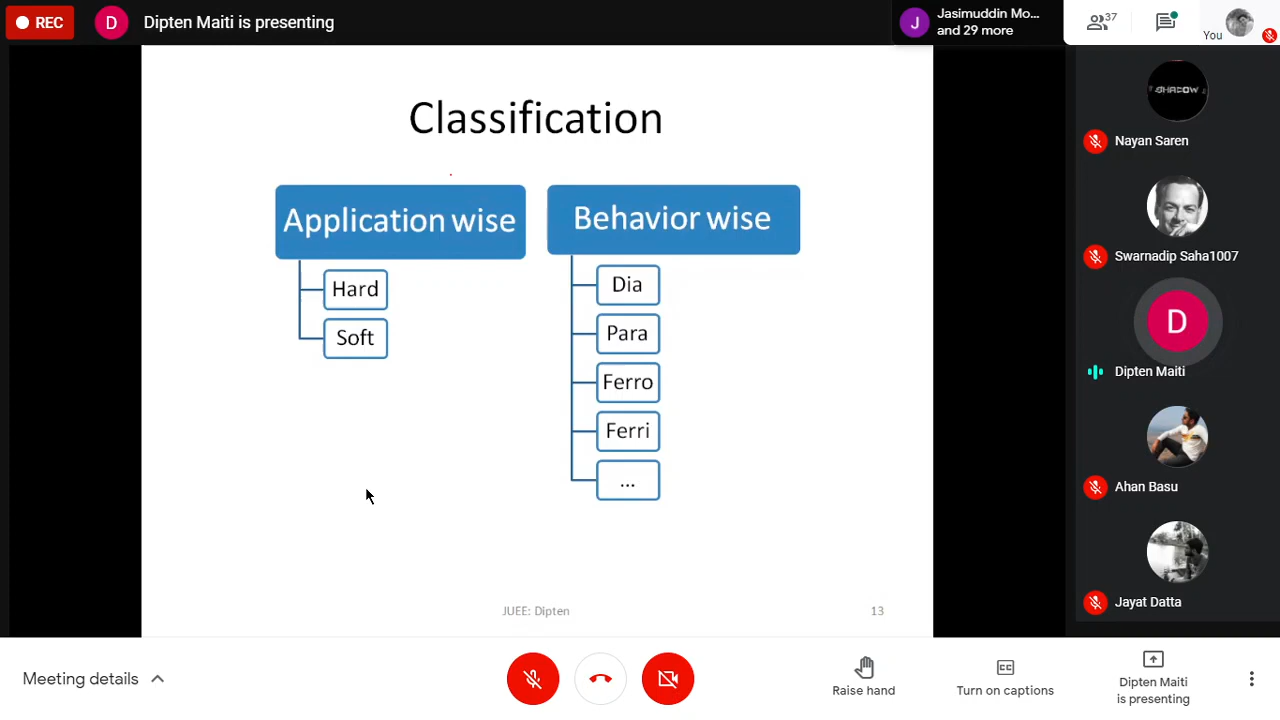 REC
D
Dipten Maiti is presenting
J
Jasimuddin Mo...
and 29 more
37
You
Classification
Application wise
Hard
Soft
Behavior wise
Dia
Para
Ferro
Ferri
...
JUEE: Dipten
13
SHADOW
Nayan Saren
Swarnadip Saha1007
D
Dipten Maiti
Ahan Basu
Jayat Datta
Meeting details
Raise hand
CC
Turn on captions
Dipten Maiti
is presenting